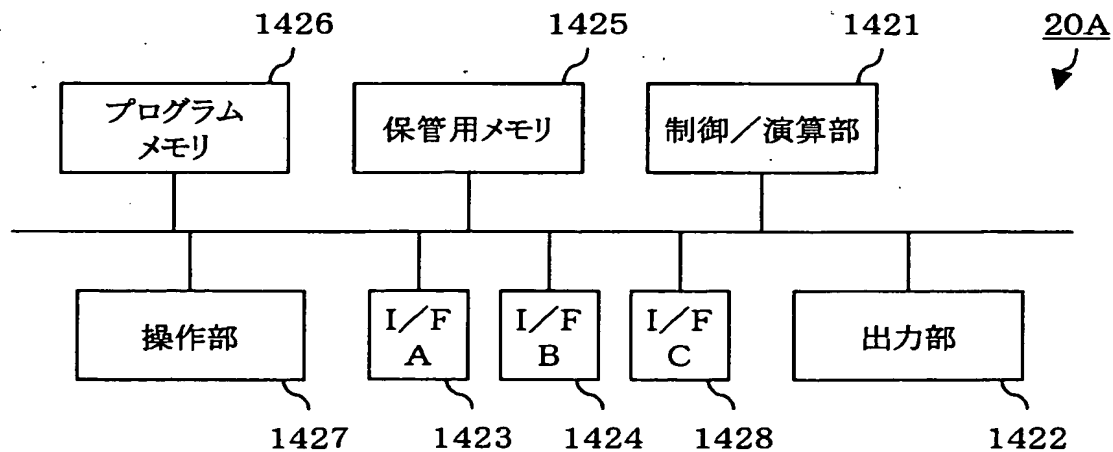 1426
1425
1421
20A
プログラム
メモリ
保管用メモリ
制御／演算部
操作部
I／F
A
I／F
B
I／F
C
出力部
1427
1423
1424
1428
1422